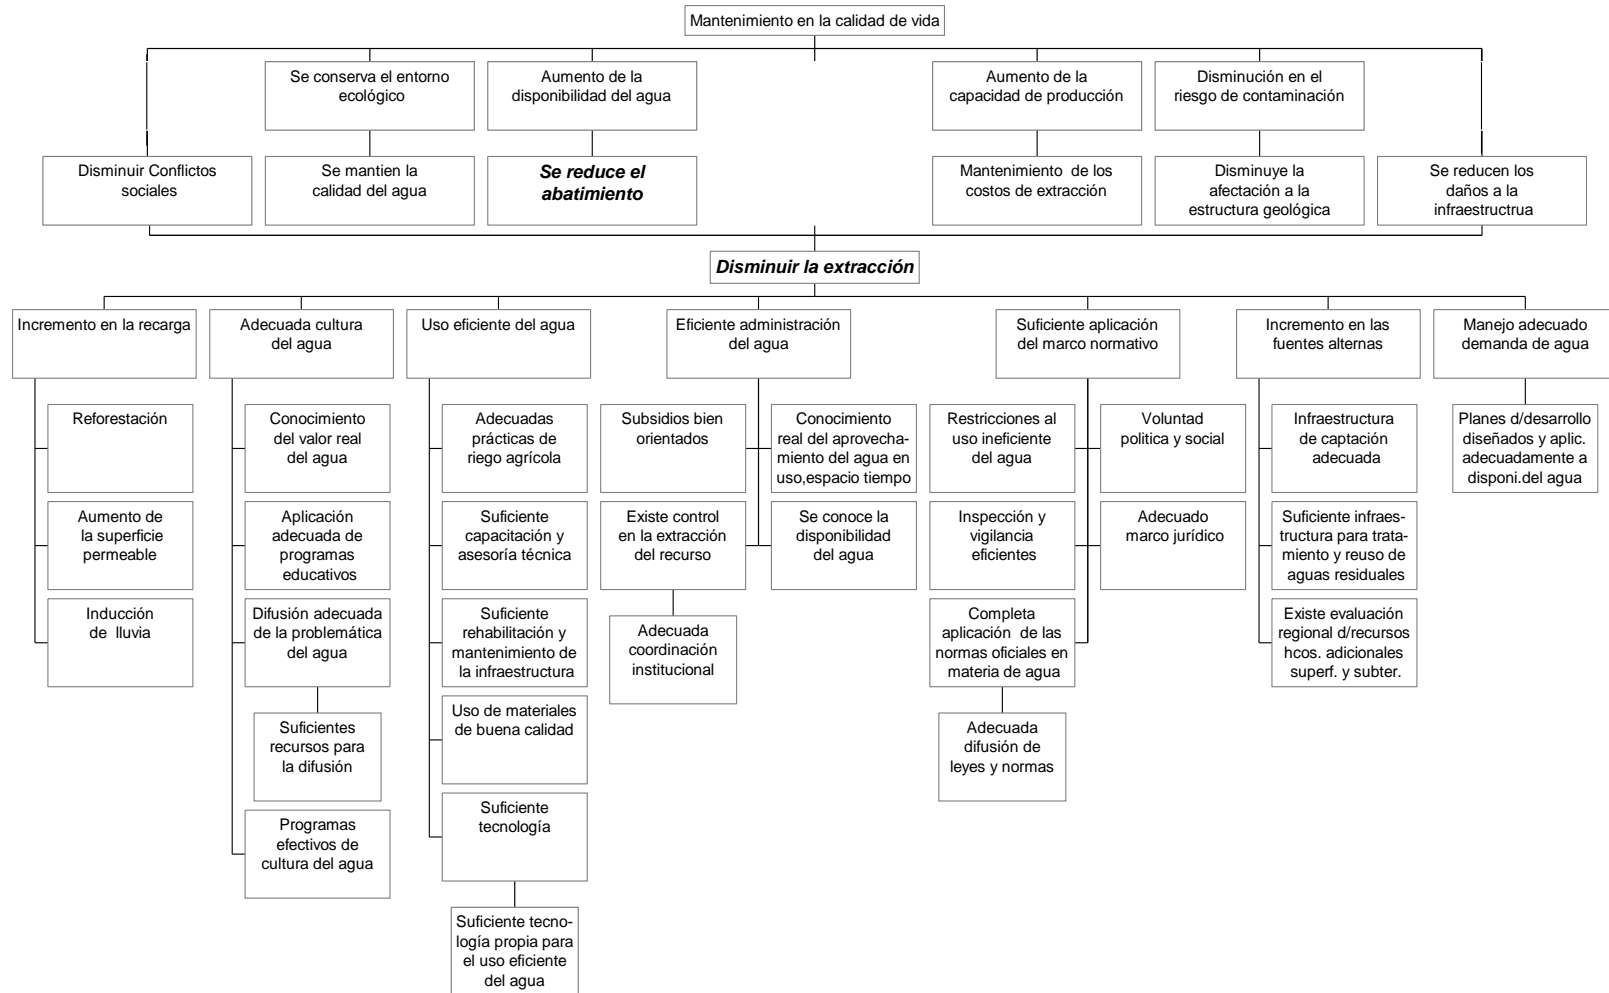 Mantenimiento en la calidad de vida
Se conserva el entorno
ecológico
Aumento de la
disponibilidad del agua
Aumento de la
capacidad de producción
Disminución en el
riesgo de contaminación
Disminuir Conflictos
sociales
Se mantien la
calidad del agua
Se reduce el
abatimiento
Mantenimiento de los
costos de extracción
Disminuye la
afectación a la
estructura geológica
Se reducen los
daños a la
infraestructrua
Disminuir la extracción
Incremento en la recarga
Adecuada cultura
del agua
Uso eficiente del agua
Eficiente administración
del agua
Suficiente aplicación
del marco normativo
Incremento en las
fuentes alternas
Manejo adecuado
demanda de agua
Reforestación
Aumento de
la superficie
permeable
Inducción
de lluvia
Conocimiento
del valor real
del agua
Aplicación
adecuada de
programas
educativos
Difusión adecuada
de la problemática
del agua
Suficientes
recursos para
la difusión
Programas
efectivos de
cultura del agua
Adecuadas
prácticas de
riego agrícola
Suficiente
capacitación y
asesoría técnica
Suficiente
rehabilitación y
mantenimiento de
la infraestructura
Uso de materiales
de buena calidad
Suficiente
tecnología
Suficiente tecno-
logía propia para
el uso eficiente
del agua
Subsidios bien
orientados
Existe control
en la extracción
del recurso
Adecuada
coordinación
institucional
Conocimiento
real del aprovecha-
miento del agua en
uso,espacio tiempo
Se conoce la
disponibilidad
del agua
Restricciones al
uso ineficiente
del agua
Inspección y
vigilancia
eficientes
Completa
aplicación de las
normas oficiales en
materia de agua
Adecuada
difusión de
leyes y normas
Voluntad
politica y social
Adecuado
marco jurídico
Infraestructura
de captación
adecuada
Suficiente infraes-
tructura para trata-
miento y reuso de
aguas residuales
Existe evaluación
regional d/recursos
hcos. adicionales
superf. y subter.
Planes d/desarrollo
diseñados y aplic.
adecuadamente a
disponi.del agua